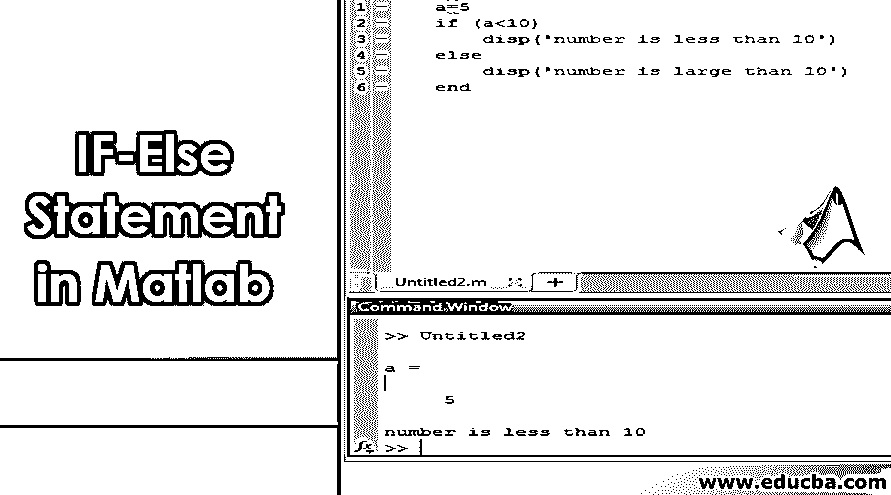 IF-Else
Statement
in Matlab
1 a=5
2 if (a<10)
3 disp('number is less than 10')
4 else
5 disp('number is large than 10')
6 end
Untitled2.m
+
Command Window
>> Untitled2
a =
5
number is less than 10
fx >>
www.educba.com